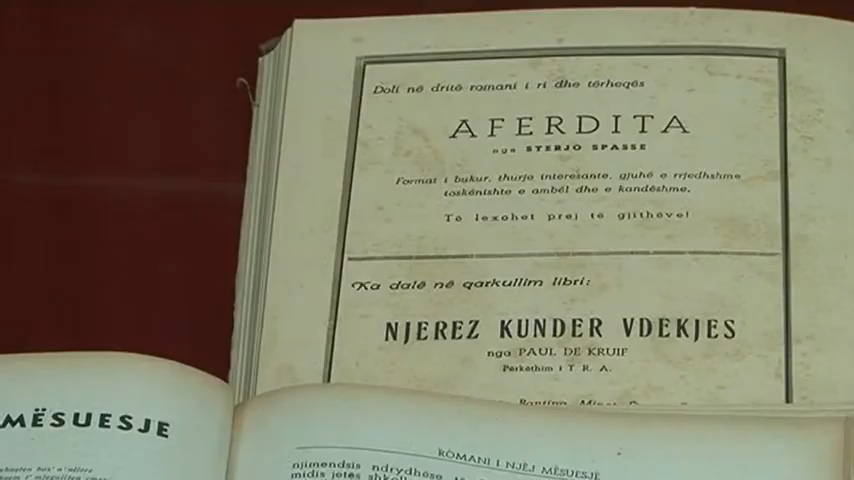 Doli në dritë romani i ri dhe tërheqës
AFERDITA
nga STERJO SPASSE
Format i bukur, thurje interesante, gjuhë e rrjedhshme
toskënishte e ambël dhe e kandëshme.
Të lexohet prej të gjithëve!
Ka dalë në qarkullim libri:
NJEREZ KUNDER VDEKJES
nga PAUL DE KRUIF
Përkethim i T R. A.
MËSUESJE
ROMANI I NJËJ MËSUESJE
njimendsis ndrydhëse
midis jetës